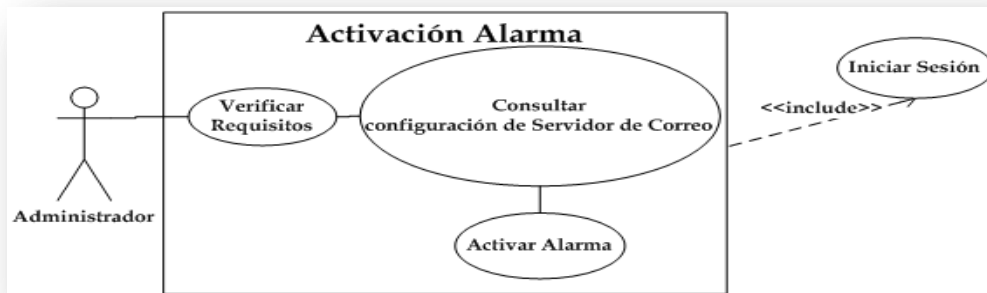 Activación Alarma
Iniciar Sesión
Verificar
Requisitos
Consultar
configuración de Servidor de Correo
<<include>>
Administrador
Activar Alarma